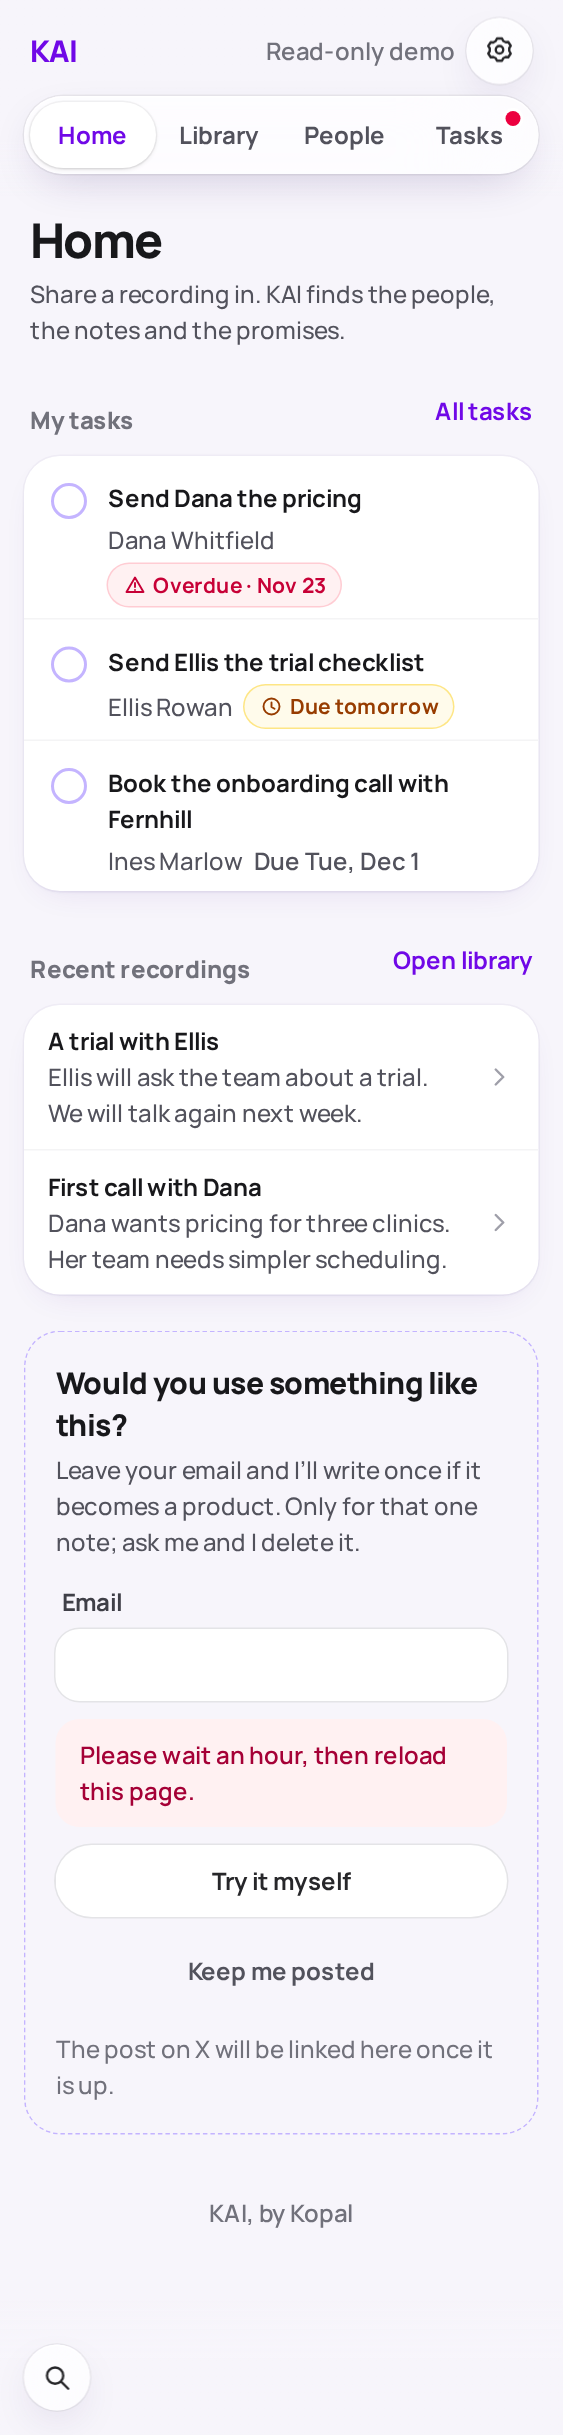 KAI
Read-only demo
Home
Library
People
Tasks
Home
Share a recording in. KAI finds the people,
the notes and the promises.
My tasks
All tasks
Send Dana the pricing
Dana Whitfield
Overdue · Nov 23
Send Ellis the trial checklist
Ellis Rowan
Due tomorrow
Book the onboarding call with
Fernhill
Ines Marlow Due Tue, Dec 1
Recent recordings
Open library
A trial with Ellis
Ellis will ask the team about a trial.
We will talk again next week.
First call with Dana
Dana wants pricing for three clinics.
Her team needs simpler scheduling.
Would you use something like
this?
Leave your email and I’ll write once if it
becomes a product. Only for that one
note; ask me and I delete it.
Email
Please wait an hour, then reload
this page.
Try it myself
Keep me posted
The post on X will be linked here once it
is up.
KAI, by Kopal